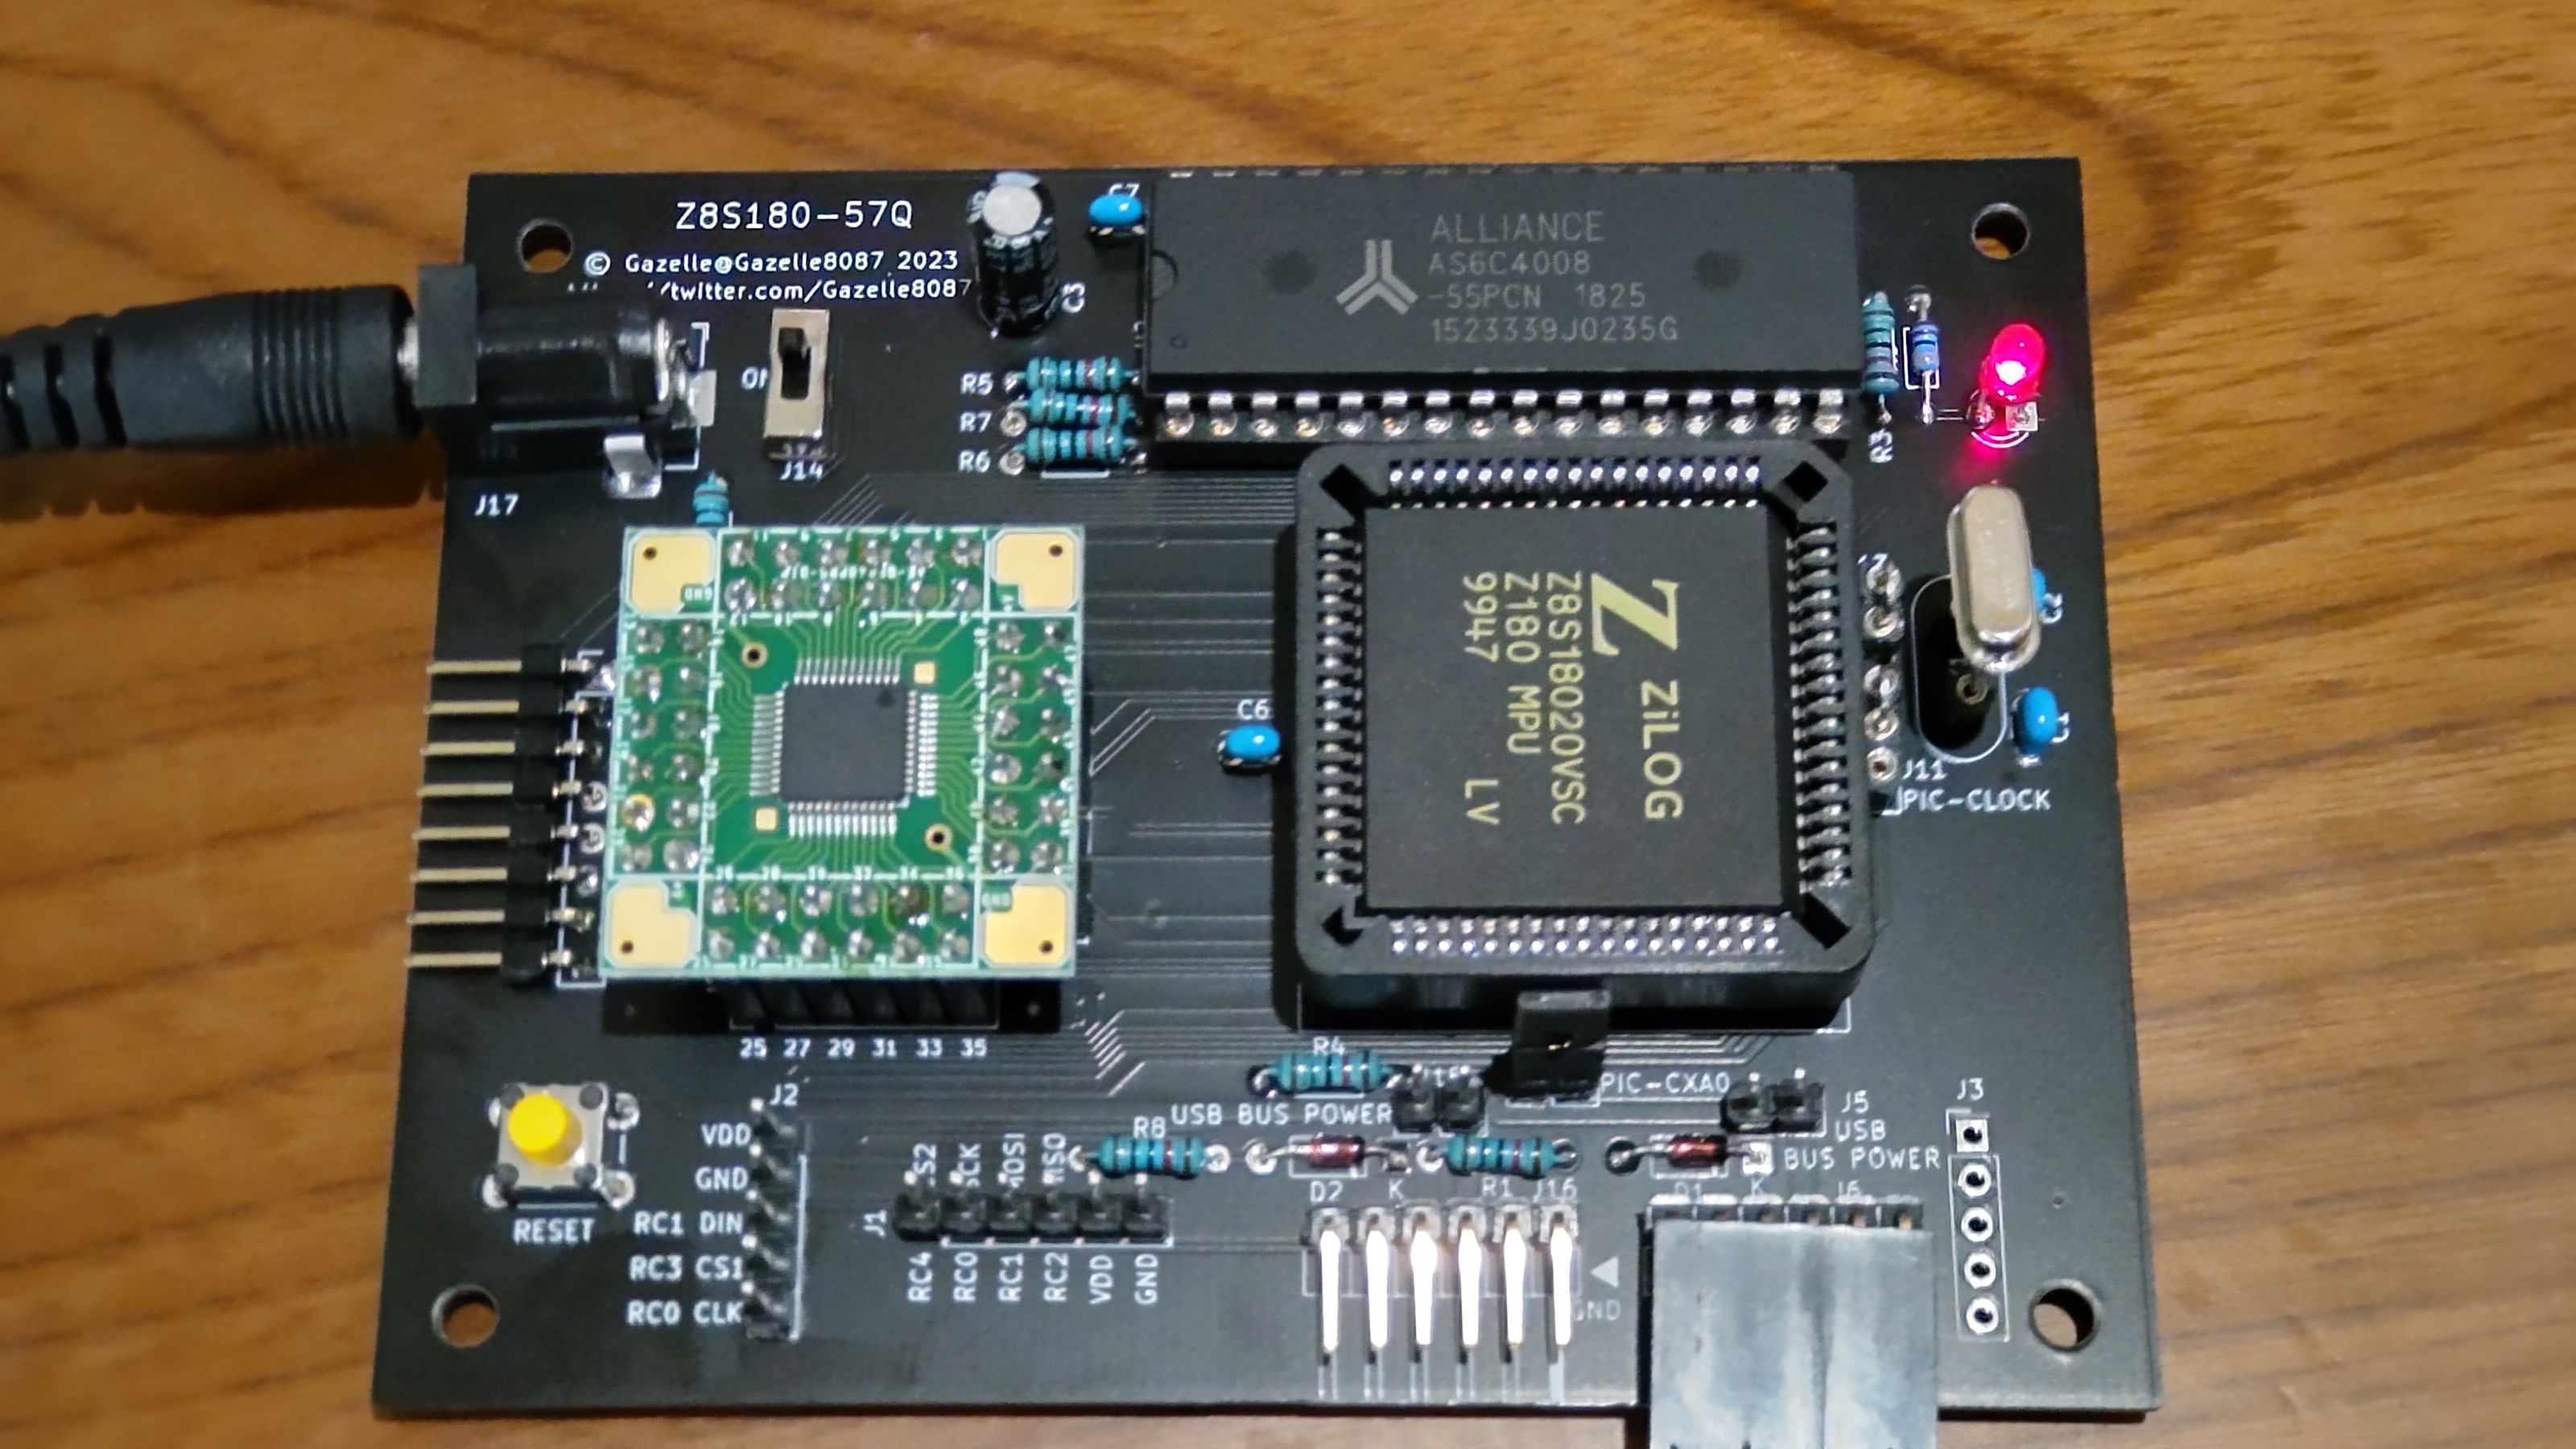 Z8S180-57Q
© Gazelle@Gazelle8087 2023
/twitter.com/Gazelle8087
C7
C3
ALLIANCE
AS6C4008
-55PCN 1825
1523339J0235G
R5
R7
R6
J14
J17
R3
ZiLOG
Z8S18020VSC
Z180 MPU LV
9947
C6
C2
C1
J11
PIC-CLOCK
25 27 29 31 33 35
R4
PIC-CXA0
USB BUS POWER
J5
USB
BUS POWER
J3
J2
VDD
GND
RC1 DIN
RC3 CS1
RC0 CLK
RESET
R8
SCK
MOSI
J1
RC4
RC0
RC1
RC2
VDD
GND
D2
K
R1
J16
D1
K
J6
GND